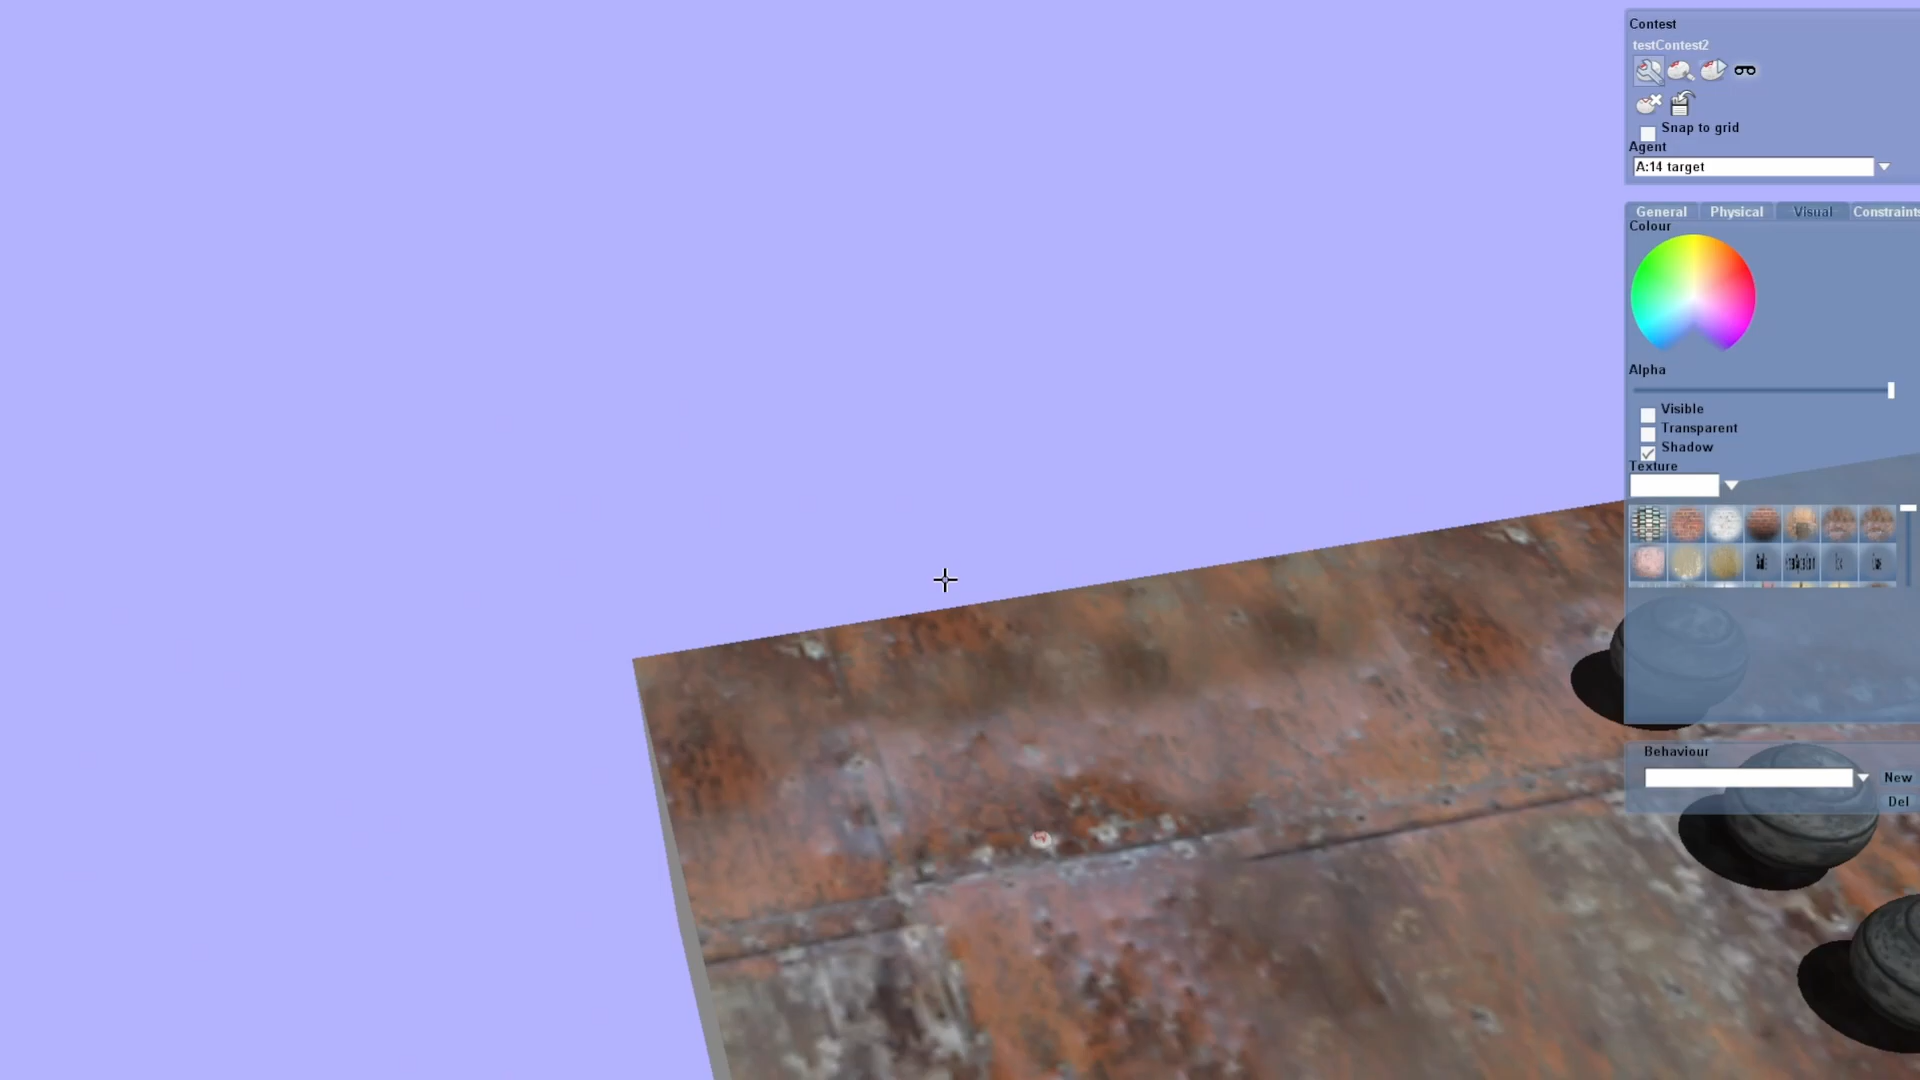 Contest
testContest2
Snap to grid
Agent
A:14 target
General Physical Visual Constraints
Colour
Alpha
Visible
Transparent
Shadow
Texture
Behaviour
New
Del